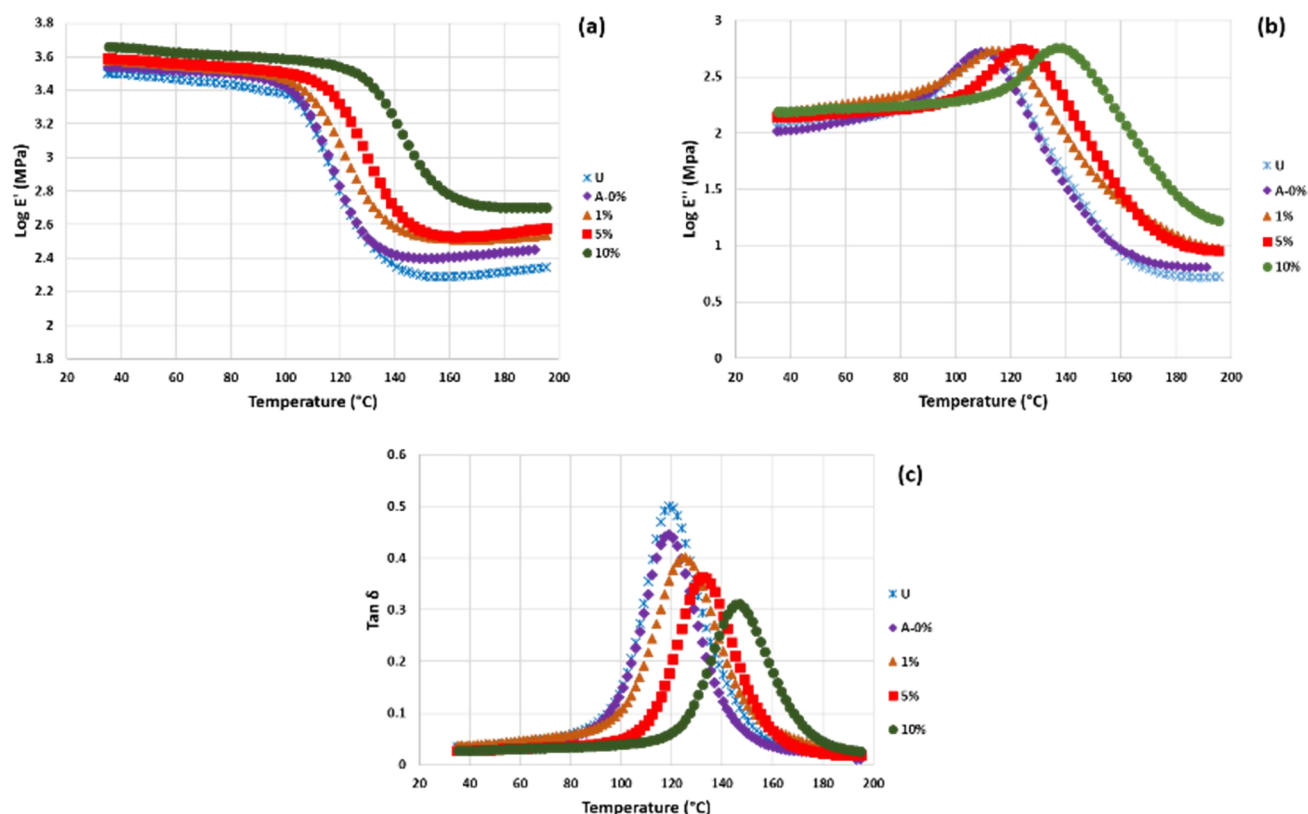 (a)
Log E' (MPa)
3.8
3.6
3.4
3.2
3
2.8
2.6
2.4
2.2
2
1.8
20 40 60 80 100 120 140 160 180 200
Temperature (°C)
U
A-0%
1%
5%
10%
(b)
Log E'' (Mpa)
3
2.5
2
1.5
1
0.5
0
20 40 60 80 100 120 140 160 180 200
Temperature (°C)
U
A-0%
1%
5%
10%
(c)
Tan δ
0.6
0.5
0.4
0.3
0.2
0.1
0
20 40 60 80 100 120 140 160 180 200
Temperature (°C)
U
A-0%
1%
5%
10%